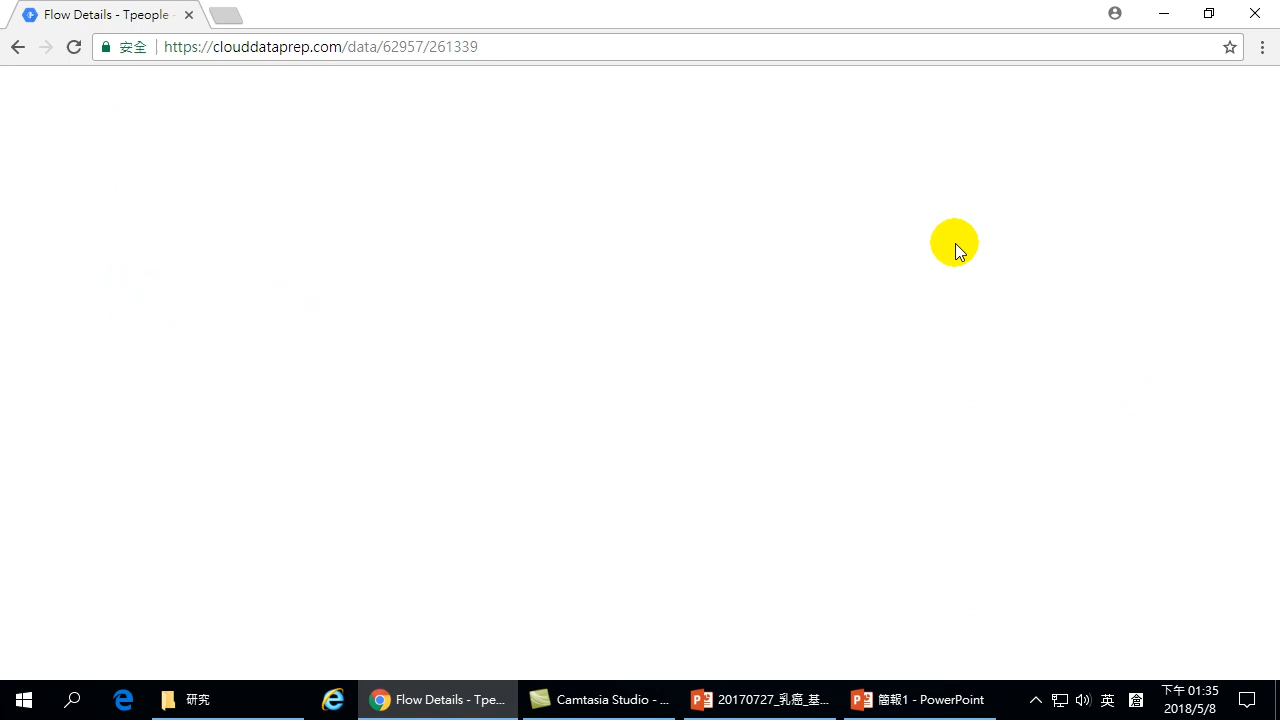 Flow Details - Tpeople -
安全
https://clouddataprep.com/data/62957/261339
研究
Flow Details - Tpe...
Camtasia Studio - ...
20170727_乳癌_基...
簡報1 - PowerPoint
英
倉
下午 01:35
2018/5/8